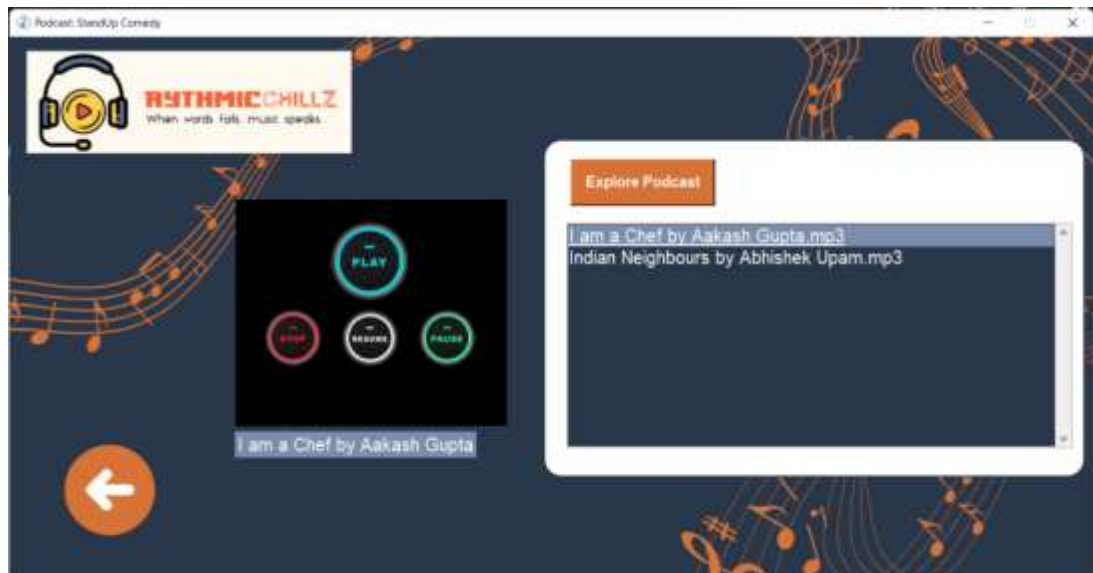 Podcast: StandUp Comedy
RYTHMICCHILLZ
When words fails, music speaks
Explore Podcast
I am a Chef by Aakash Gupta.mp3
Indian Neighbours by Abhishek Upam.mp3
PLAY
STOP
RESUME
PAUSE
I am a Chef by Aakash Gupta